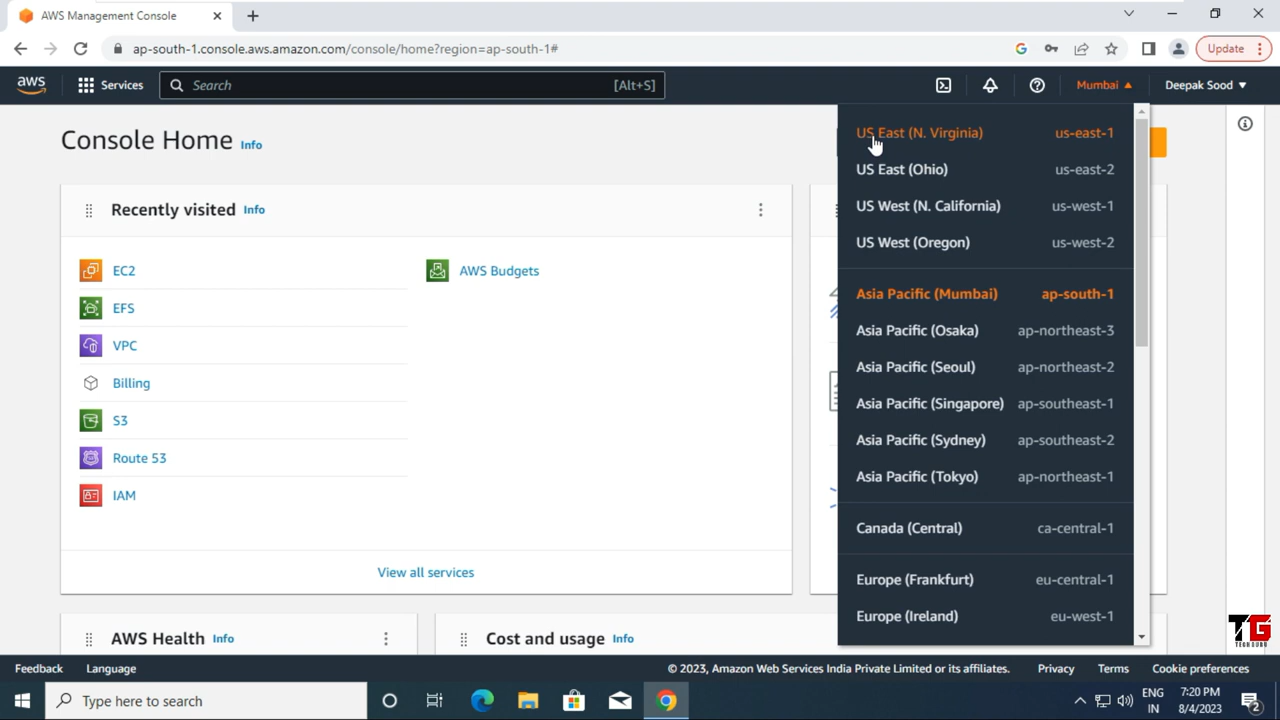 AWS Management Console
ap-south-1.console.aws.amazon.com/console/home?region=ap-south-1#
Update
aws
Services
Search
[Alt+S]
Mumbai
Deepak Sood
Console Home Info
US East (N. Virginia) us-east-1
US East (Ohio) us-east-2
US West (N. California) us-west-1
US West (Oregon) us-west-2
Asia Pacific (Mumbai) ap-south-1
Asia Pacific (Osaka) ap-northeast-3
Asia Pacific (Seoul) ap-northeast-2
Asia Pacific (Singapore) ap-southeast-1
Asia Pacific (Sydney) ap-southeast-2
Asia Pacific (Tokyo) ap-northeast-1
Canada (Central) ca-central-1
Europe (Frankfurt) eu-central-1
Europe (Ireland) eu-west-1
Recently visited Info
EC2
EFS
VPC
Billing
S3
Route 53
IAM
AWS Budgets
View all services
AWS Health Info
Cost and usage Info
TG
TECH GURU
Feedback
Language
© 2023, Amazon Web Services India Private Limited or its affiliates.
Privacy
Terms
Cookie preferences
Type here to search
ENG
IN
7:20 PM
8/4/2023
2